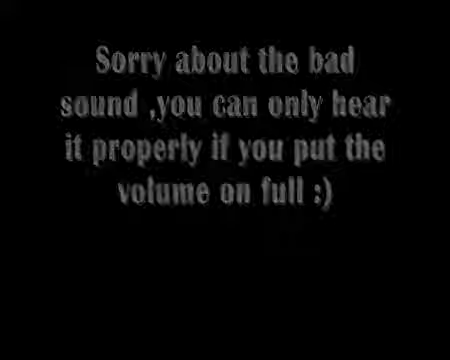 Sorry about the bad
sound ,you can only hear
it properly if you put the
volume on full :)